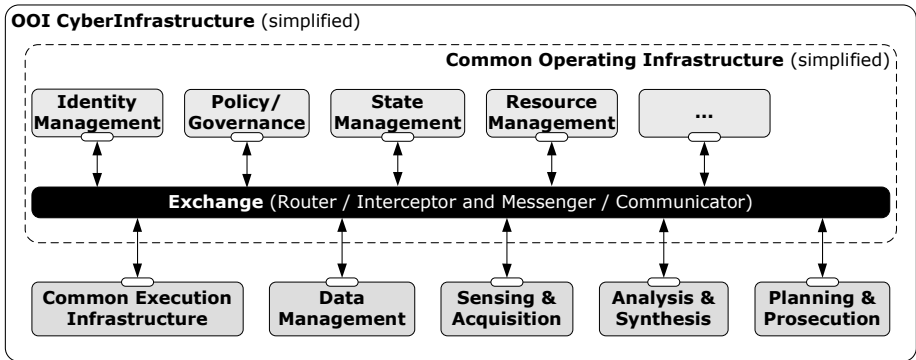 OOI CyberInfrastructure (simplified)
Common Operating Infrastructure (simplified)
Identity
Management
Policy/
Governance
State
Management
Resource
Management
...
Exchange (Router / Interceptor and Messenger / Communicator)
Common Execution
Infrastructure
Data
Management
Sensing &
Acquisition
Analysis &
Synthesis
Planning &
Prosecution